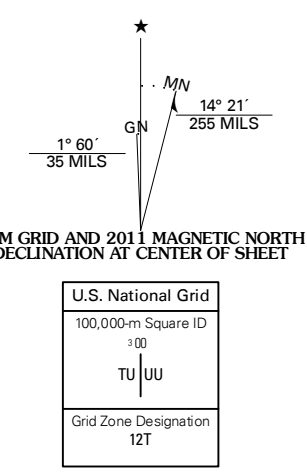 ★
MN
GN
14° 21´
255 MILS
1° 60´
35 MILS
M GRID AND 2011 MAGNETIC NORTH
DECLINATION AT CENTER OF SHEET
U.S. National Grid
100,000-m Square ID
300
TU UU
Grid Zone Designation
12T